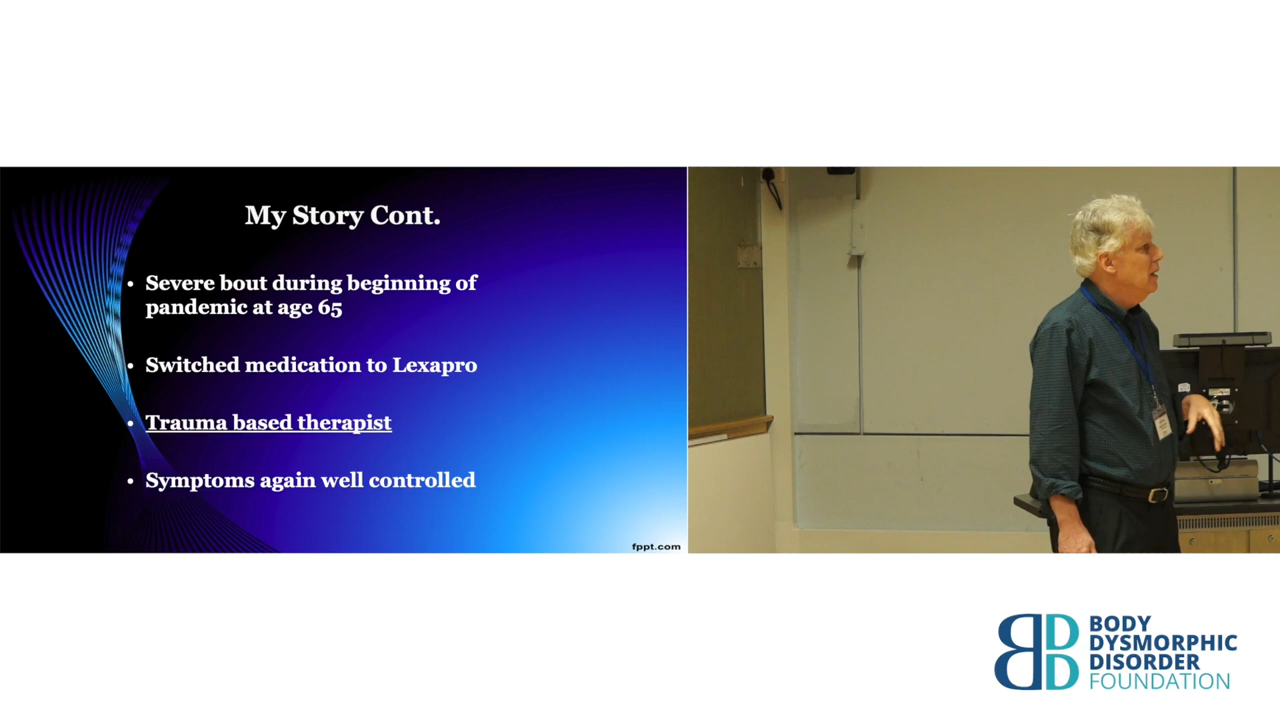 My Story Cont.
• Severe bout during beginning of
pandemic at age 65
• Switched medication to Lexapro
• Trauma based therapist
• Symptoms again well controlled
fppt.com
BODY
DYSMORPHIC
DISORDER
FOUNDATION